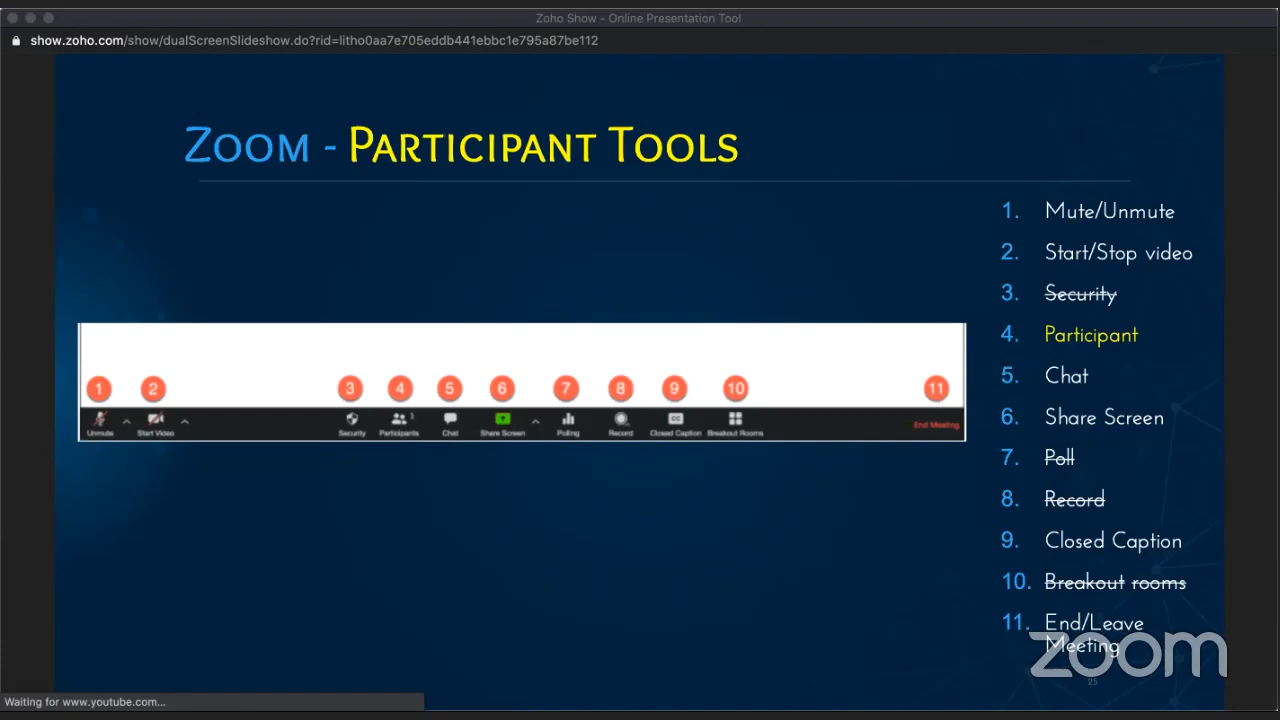 Zoho Show - Online Presentation Tool
show.zoho.com/show/dualScreenSlideshow.do?rid=litho0aa7e705eddb441ebbc1e795a87be112
Zoom - Participant Tools
1. Mute/Unmute
2. Start/Stop video
3. Security
4. Participant
5. Chat
6. Share Screen
7. Poll
8. Record
9. Closed Caption
10. Breakout rooms
11. End/Leave
Meeting
1 2 3 4 5 6 7 8 9 10 11
1
Unmute Start Video Security Participants Chat Share Screen Polling Record CC Closed Caption Breakout Rooms End Meeting
zoom
25
Waiting for www.youtube.com...